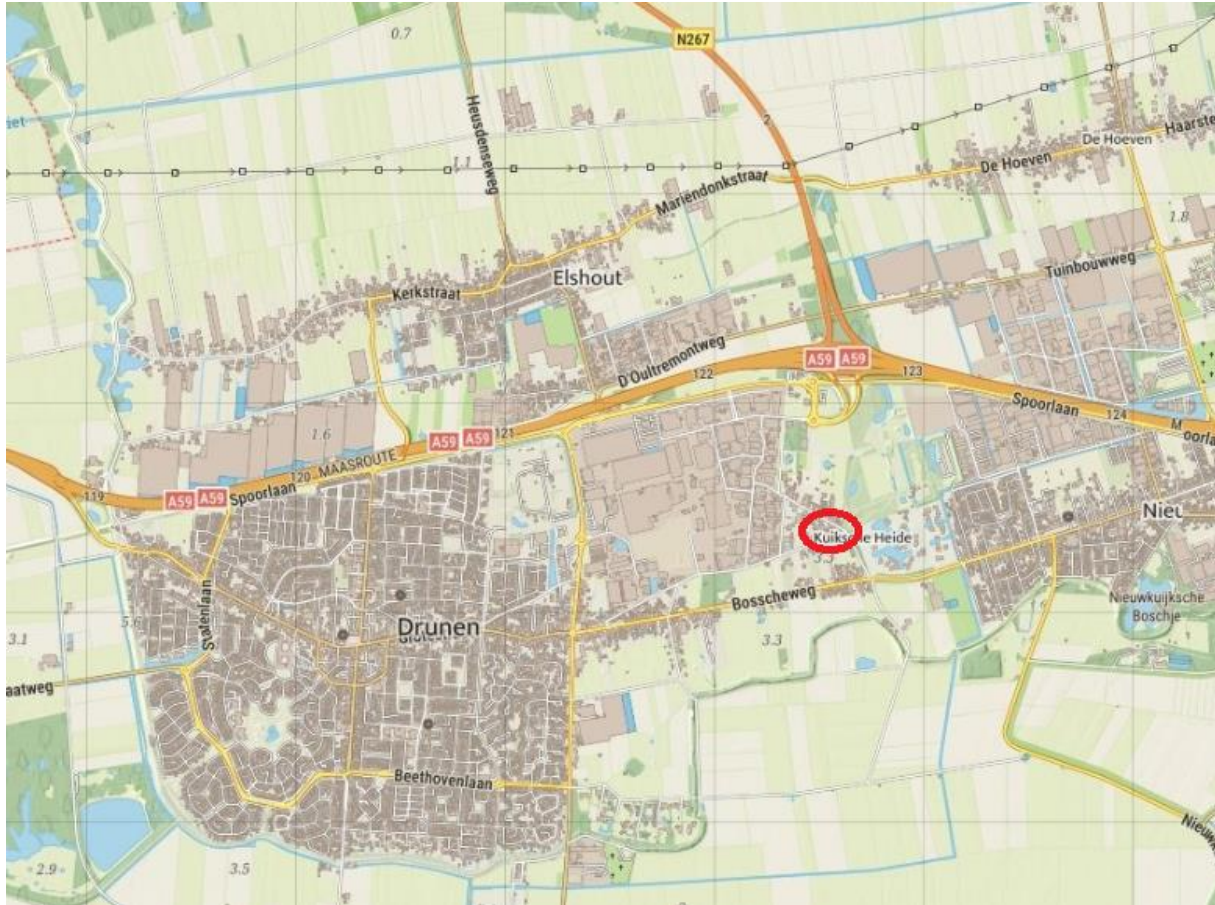 0.7
N267
iet
2
Heusdenseweg
De Hoeven
Haarste
1.1
De Hoeven
Mariëndonkstraat
1.8
Elshout
Tuinbouwweg
Kerkstraat
D'Oultremontweg
A59 A59
122
123
Spoorlaan
124
1.6
A59 A59
121
M
oorla
120 MAASROUTE
119
A59 A59
Spoorlaan
Nieu
Kuiksche Heide
3.3
Bosscheweg
Nieuwkuijksche
Boschje
Statenlaan
5.6
3.1
Drunen
3.3
aatweg
Beethovenlaan
Nieuw
2.9
3.5